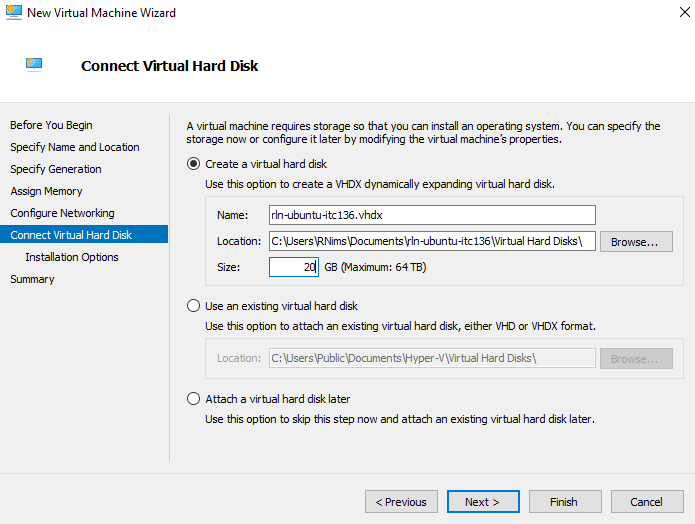 New Virtual Machine Wizard
Connect Virtual Hard Disk
Before You Begin
Specify Name and Location
Specify Generation
Assign Memory
Configure Networking
Connect Virtual Hard Disk
Installation Options
Summary
A virtual machine requires storage so that you can install an operating system. You can specify the
storage now or configure it later by modifying the virtual machine's properties.
Create a virtual hard disk
Use this option to create a VHDX dynamically expanding virtual hard disk.
Name: rln-ubuntu-itc136.vhdx
Location: C:\Users\RNims\Documents\rln-ubuntu-itc136\Virtual Hard Disks\ Browse...
Size: 20 GB (Maximum: 64 TB)
Use an existing virtual hard disk
Use this option to attach an existing virtual hard disk, either VHD or VHDX format.
Location: C:\Users\Public\Documents\Hyper-V\Virtual Hard Disks\ Browse...
Attach a virtual hard disk later
Use this option to skip this step now and attach an existing virtual hard disk later.
< Previous Next > Finish Cancel